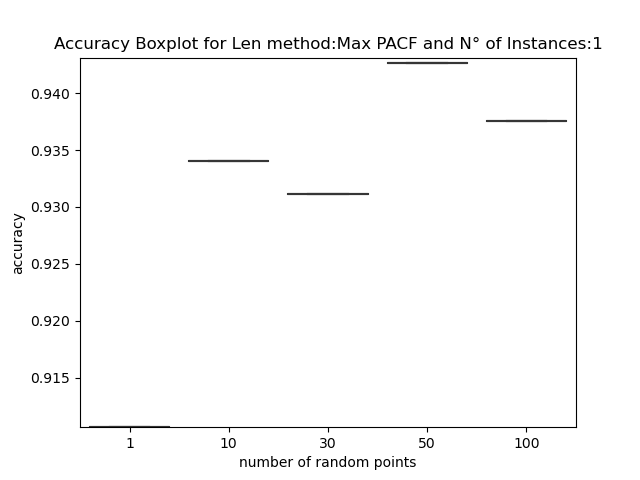 Accuracy Boxplot for Len method:Max PACF and N° of Instances:1
0.940
0.935
0.930
0.925
0.920
0.915
accuracy
1 10 30 50 100
number of random points